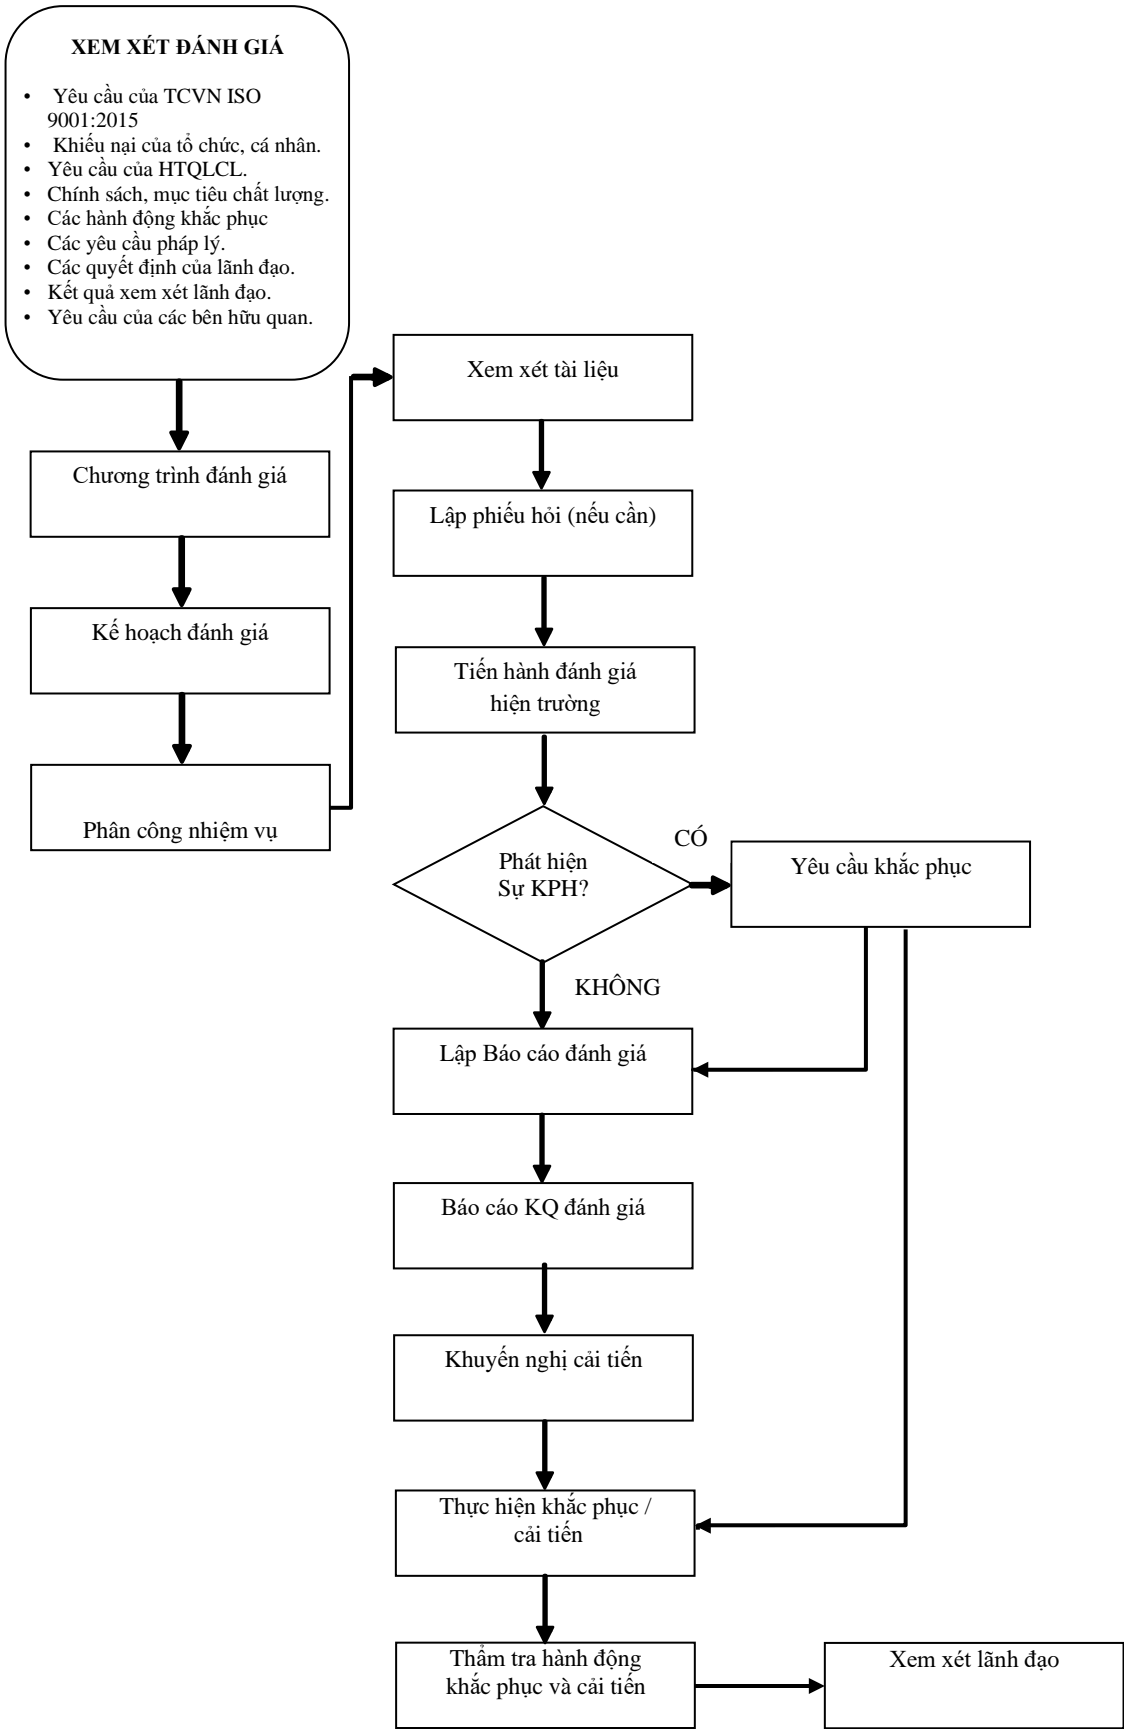 XEM XÉT ĐÁNH GIÁ
• Yêu cầu của TCVN ISO
9001:2015
• Khiếu nại của tổ chức, cá nhân.
• Yêu cầu của HTQLCL.
• Chính sách, mục tiêu chất lượng.
• Các hành động khắc phục
• Các yêu cầu pháp lý.
• Các quyết định của lãnh đạo.
• Kết quả xem xét lãnh đạo.
• Yêu cầu của các bên hữu quan.
Chương trình đánh giá
Kế hoạch đánh giá
Phân công nhiệm vụ
Xem xét tài liệu
Lập phiếu hỏi (nếu cần)
Tiến hành đánh giá
hiện trường
Phát hiện
Sự KPH?
CÓ
Yêu cầu khắc phục
KHÔNG
Lập Báo cáo đánh giá
Báo cáo KQ đánh giá
Khuyến nghị cải tiến
Thực hiện khắc phục /
cải tiến
Thẩm tra hành động
khắc phục và cải tiến
Xem xét lãnh đạo